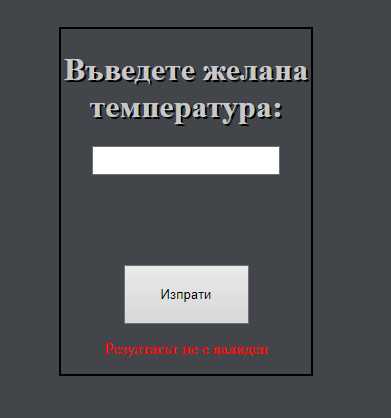 Въведете желана
температура:
Изпрати
Резултатът не е валиден